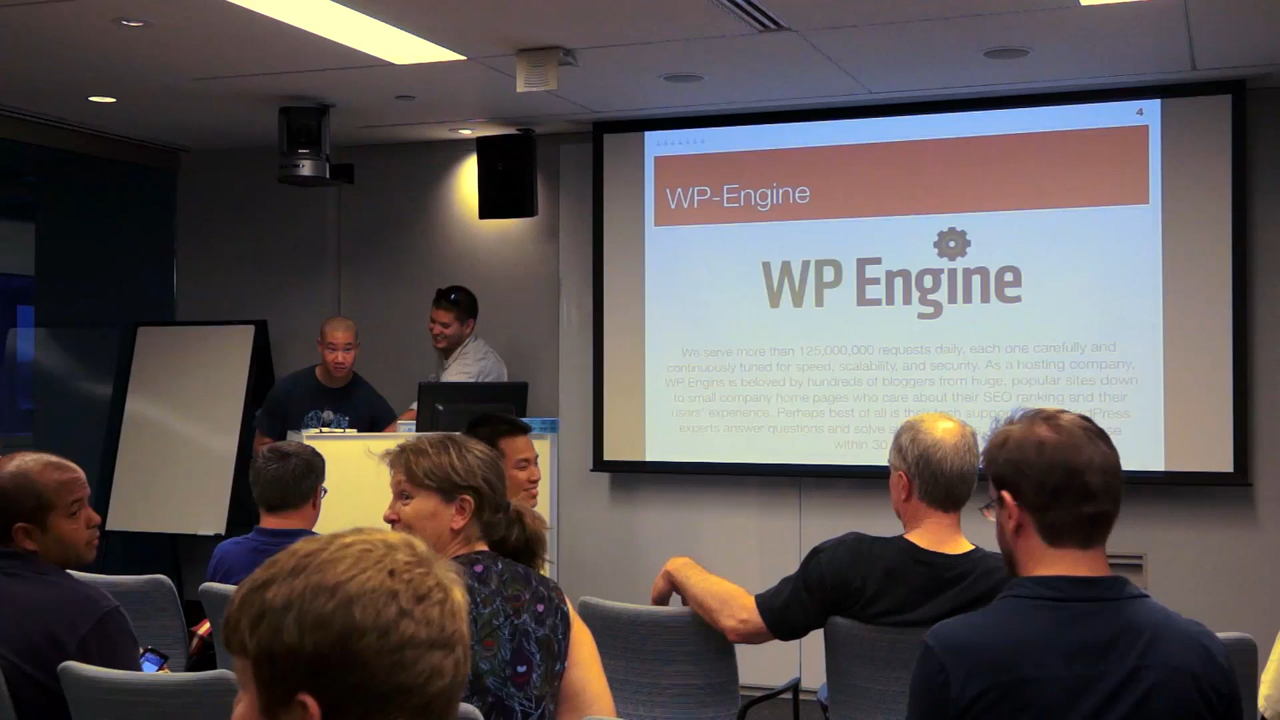 4
WP-Engine
WP Engine
We serve more than 125,000,000 requests daily, each one carefully and
continuously tuned for speed, scalability, and security. As a hosting company,
WP Engine is beloved by hundreds of bloggers from huge, popular sites down
to small company home pages who care about their SEO ranking and their
users' experience. Perhaps best of all is their
experts answer questions and solve
within 30